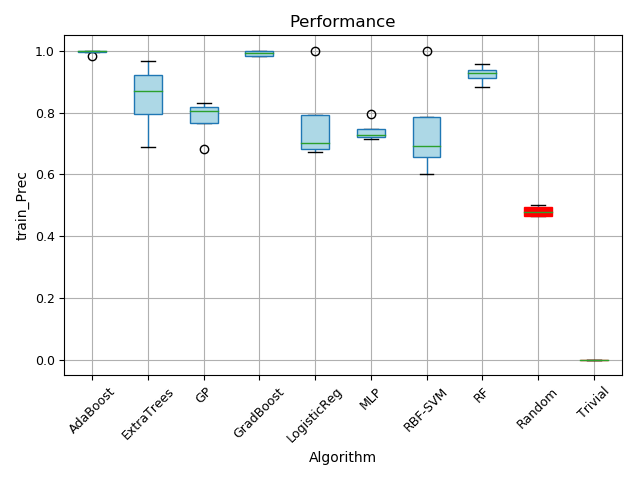 Performance
train_Prec
1.0
0.8
0.6
0.4
0.2
0.0
AdaBoost
ExtraTrees
GP
GradBoost
LogisticReg
MLP
RBF-SVM
RF
Random
Trivial
Algorithm